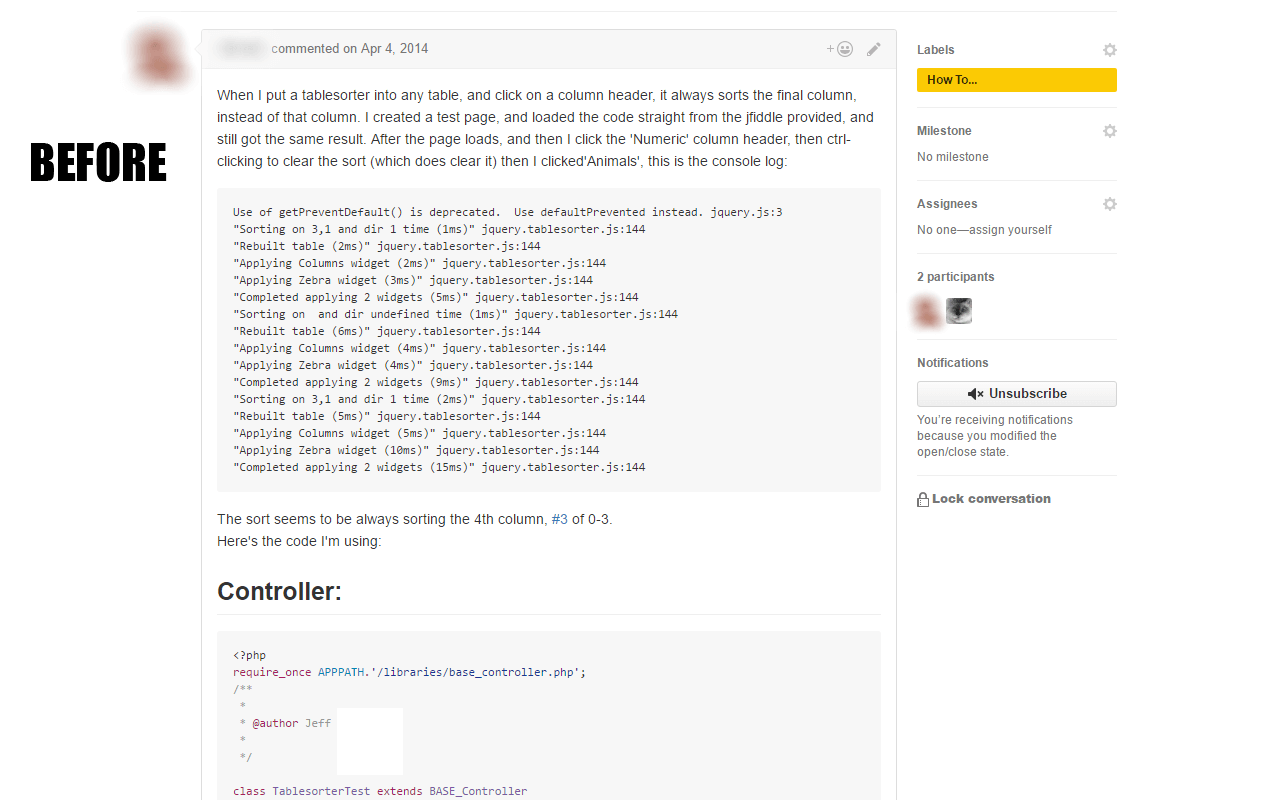 commented on Apr 4, 2014
BEFORE
When I put a tablesorter into any table, and click on a column header, it always sorts the final column,
instead of that column. I created a test page, and loaded the code straight from the jfiddle provided, and
still got the same result. After the page loads, and then I click the 'Numeric' column header, then ctrl-
clicking to clear the sort (which does clear it) then I clicked'Animals', this is the console log:
Use of getPreventDefault() is deprecated.  Use defaultPrevented instead. jquery.js:3
"Sorting on 3,1 and dir 1 time (1ms)" jquery.tablesorter.js:144
"Rebuilt table (2ms)" jquery.tablesorter.js:144
"Applying Columns widget (2ms)" jquery.tablesorter.js:144
"Applying Zebra widget (3ms)" jquery.tablesorter.js:144
"Completed applying 2 widgets (5ms)" jquery.tablesorter.js:144
"Sorting on  and dir undefined time (1ms)" jquery.tablesorter.js:144
"Rebuilt table (6ms)" jquery.tablesorter.js:144
"Applying Columns widget (4ms)" jquery.tablesorter.js:144
"Applying Zebra widget (4ms)" jquery.tablesorter.js:144
"Completed applying 2 widgets (9ms)" jquery.tablesorter.js:144
"Sorting on 3,1 and dir 1 time (2ms)" jquery.tablesorter.js:144
"Rebuilt table (5ms)" jquery.tablesorter.js:144
"Applying Columns widget (5ms)" jquery.tablesorter.js:144
"Applying Zebra widget (10ms)" jquery.tablesorter.js:144
"Completed applying 2 widgets (15ms)" jquery.tablesorter.js:144
The sort seems to be always sorting the 4th column, #3 of 0-3.
Here's the code I'm using:
Controller:
<?php
require_once APPPATH.'/libraries/base_controller.php';
/**
 *
 * @author Jeff
 *
 */
class TablesorterTest extends BASE_Controller
Labels
How To...
Milestone
No milestone
Assignees
No one—assign yourself
2 participants
Notifications
Unsubscribe
You're receiving notifications
because you modified the
open/close state.
Lock conversation